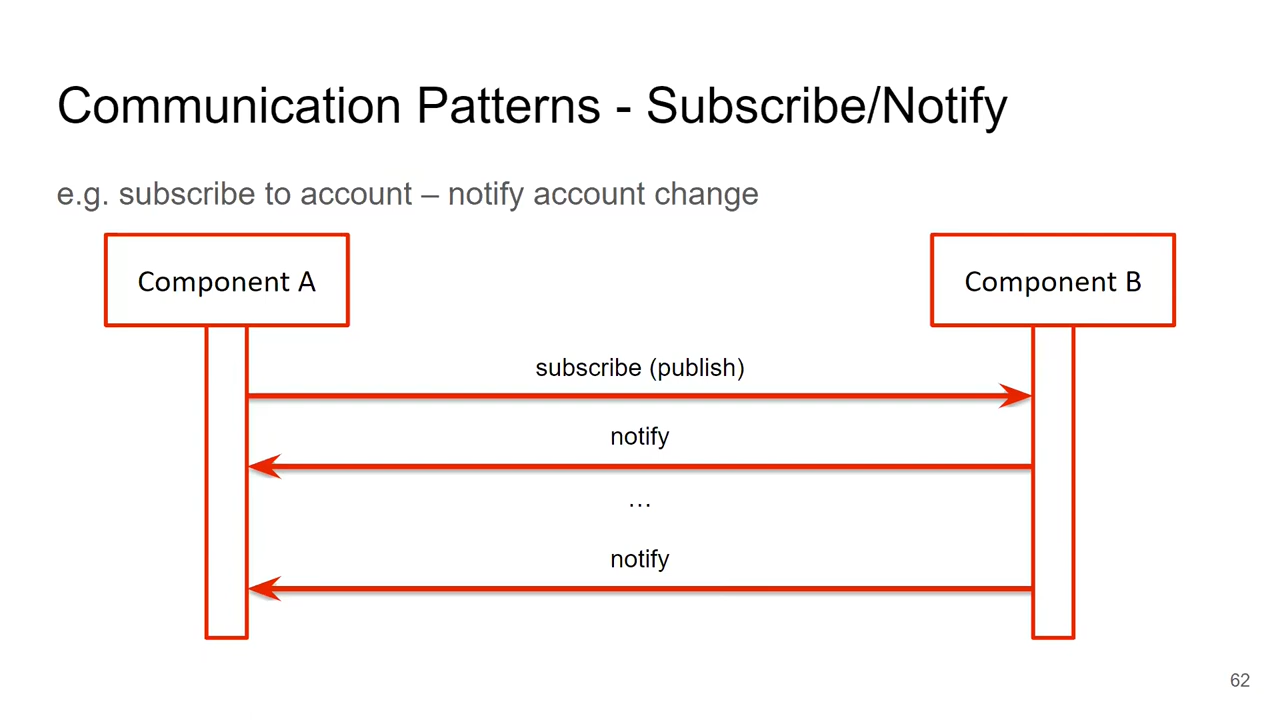 Communication Patterns - Subscribe/Notify
e.g. subscribe to account – notify account change
Component A
Component B
subscribe (publish)
notify
…
notify
62